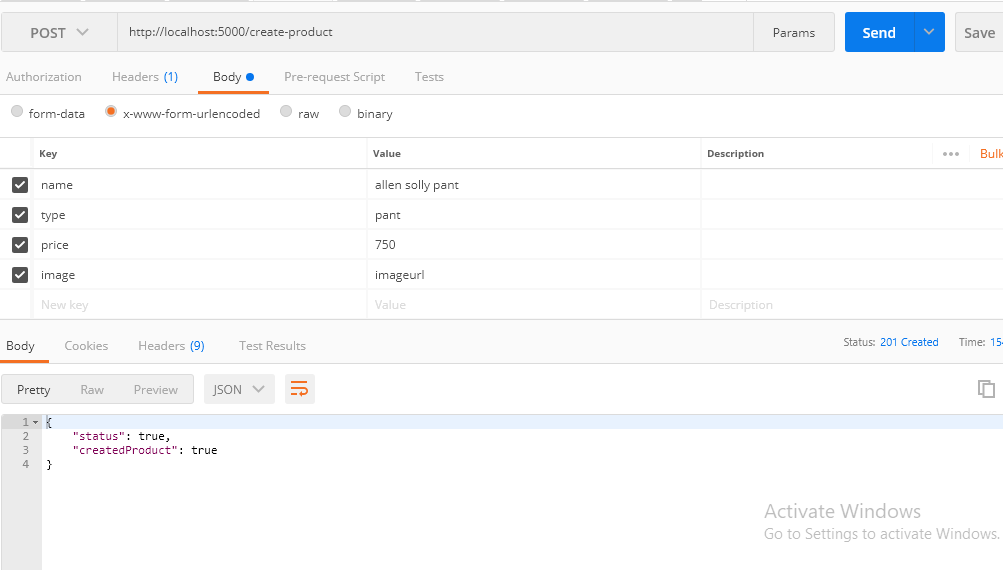 POST http://localhost:5000/create-product Params Send Save
Authorization Headers (1) Body Pre-request Script Tests
form-data x-www-form-urlencoded raw binary
Key Value Description Bulk
name allen solly pant
type pant
price 750
image imageurl
New key Value Description
Body Cookies Headers (9) Test Results Status: 201 Created Time: 154
Pretty Raw Preview JSON
1 {
2 "status": true,
3 "createdProduct": true
4 }
Activate Windows
Go to Settings to activate Windows.